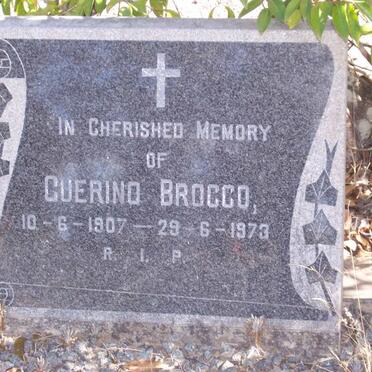 IN CHERISHED MEMORY
OF
GUERINO BROCCO,
10-6-1907 — 29-6-1973
R. I. P.